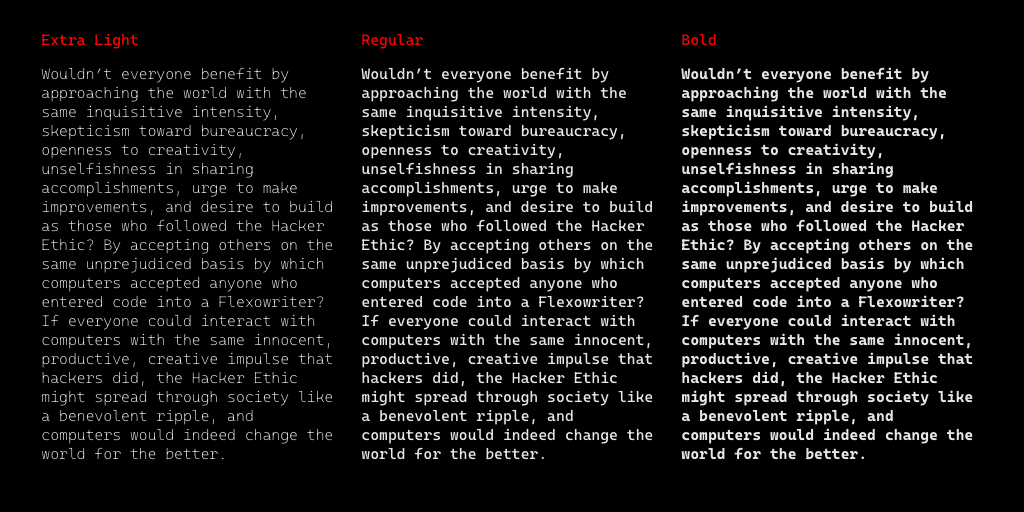 Extra Light
Wouldn’t everyone benefit by
approaching the world with the
same inquisitive intensity,
skepticism toward bureaucracy,
openness to creativity,
unselfishness in sharing
accomplishments, urge to make
improvements, and desire to build
as those who followed the Hacker
Ethic? By accepting others on the
same unprejudiced basis by which
computers accepted anyone who
entered code into a Flexowriter?
If everyone could interact with
computers with the same innocent,
productive, creative impulse that
hackers did, the Hacker Ethic
might spread through society like
a benevolent ripple, and
computers would indeed change the
world for the better.
Regular
Wouldn’t everyone benefit by
approaching the world with the
same inquisitive intensity,
skepticism toward bureaucracy,
openness to creativity,
unselfishness in sharing
accomplishments, urge to make
improvements, and desire to build
as those who followed the Hacker
Ethic? By accepting others on the
same unprejudiced basis by which
computers accepted anyone who
entered code into a Flexowriter?
If everyone could interact with
computers with the same innocent,
productive, creative impulse that
hackers did, the Hacker Ethic
might spread through society like
a benevolent ripple, and
computers would indeed change the
world for the better.
Bold
Wouldn’t everyone benefit by
approaching the world with the
same inquisitive intensity,
skepticism toward bureaucracy,
openness to creativity,
unselfishness in sharing
accomplishments, urge to make
improvements, and desire to build
as those who followed the Hacker
Ethic? By accepting others on the
same unprejudiced basis by which
computers accepted anyone who
entered code into a Flexowriter?
If everyone could interact with
computers with the same innocent,
productive, creative impulse that
hackers did, the Hacker Ethic
might spread through society like
a benevolent ripple, and
computers would indeed change the
world for the better.